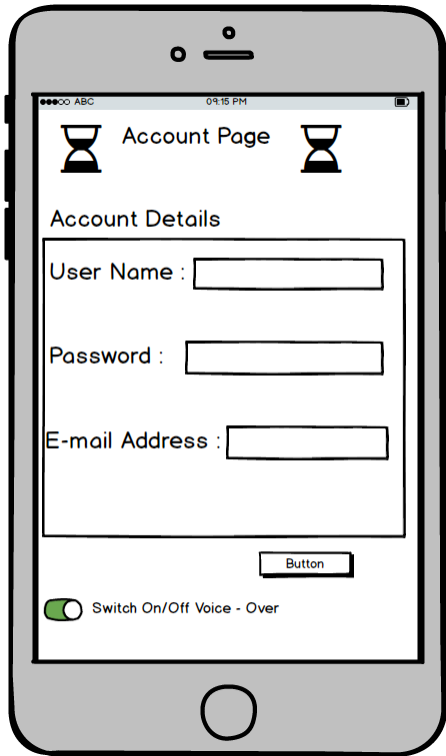 ABC 09:15 PM
Account Page
Account Details
User Name :
Password :
E-mail Address :
Button
Switch On/Off Voice - Over